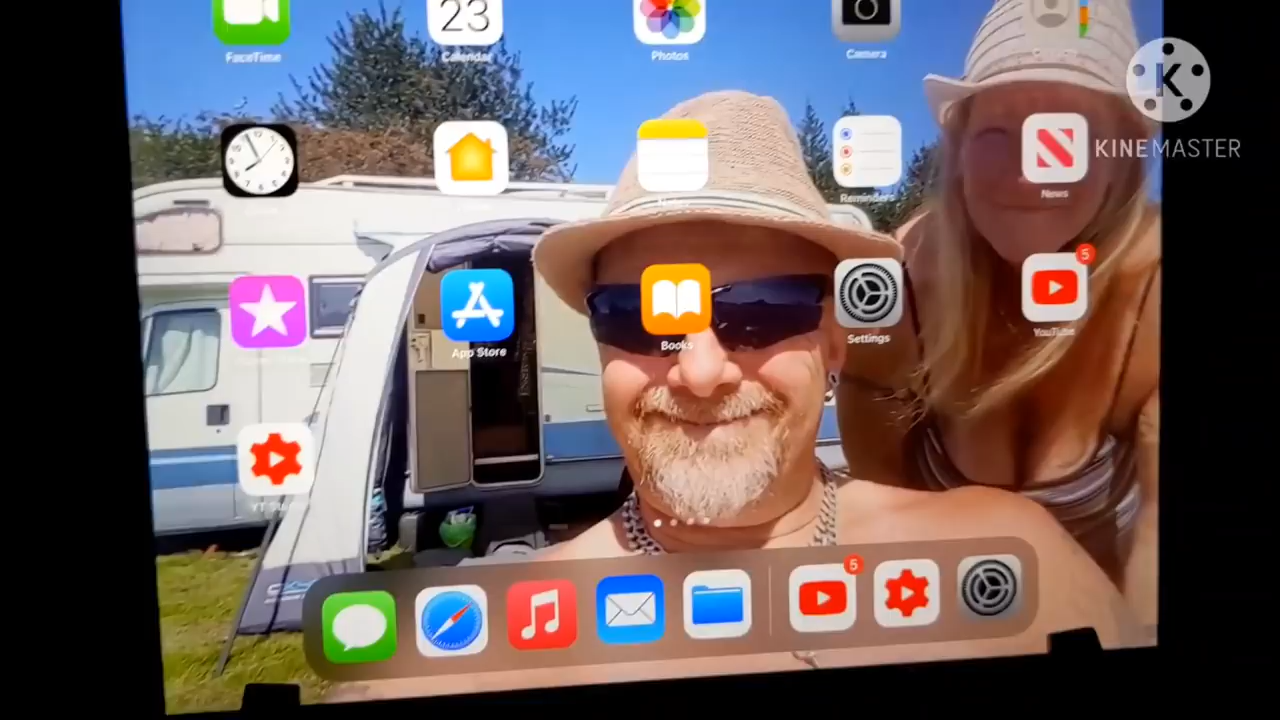 23
FaceTime
Calendar
Photos
Camera
KINEMASTER
K
Reminders
News
5
App Store
Books
Settings
YouTube
5